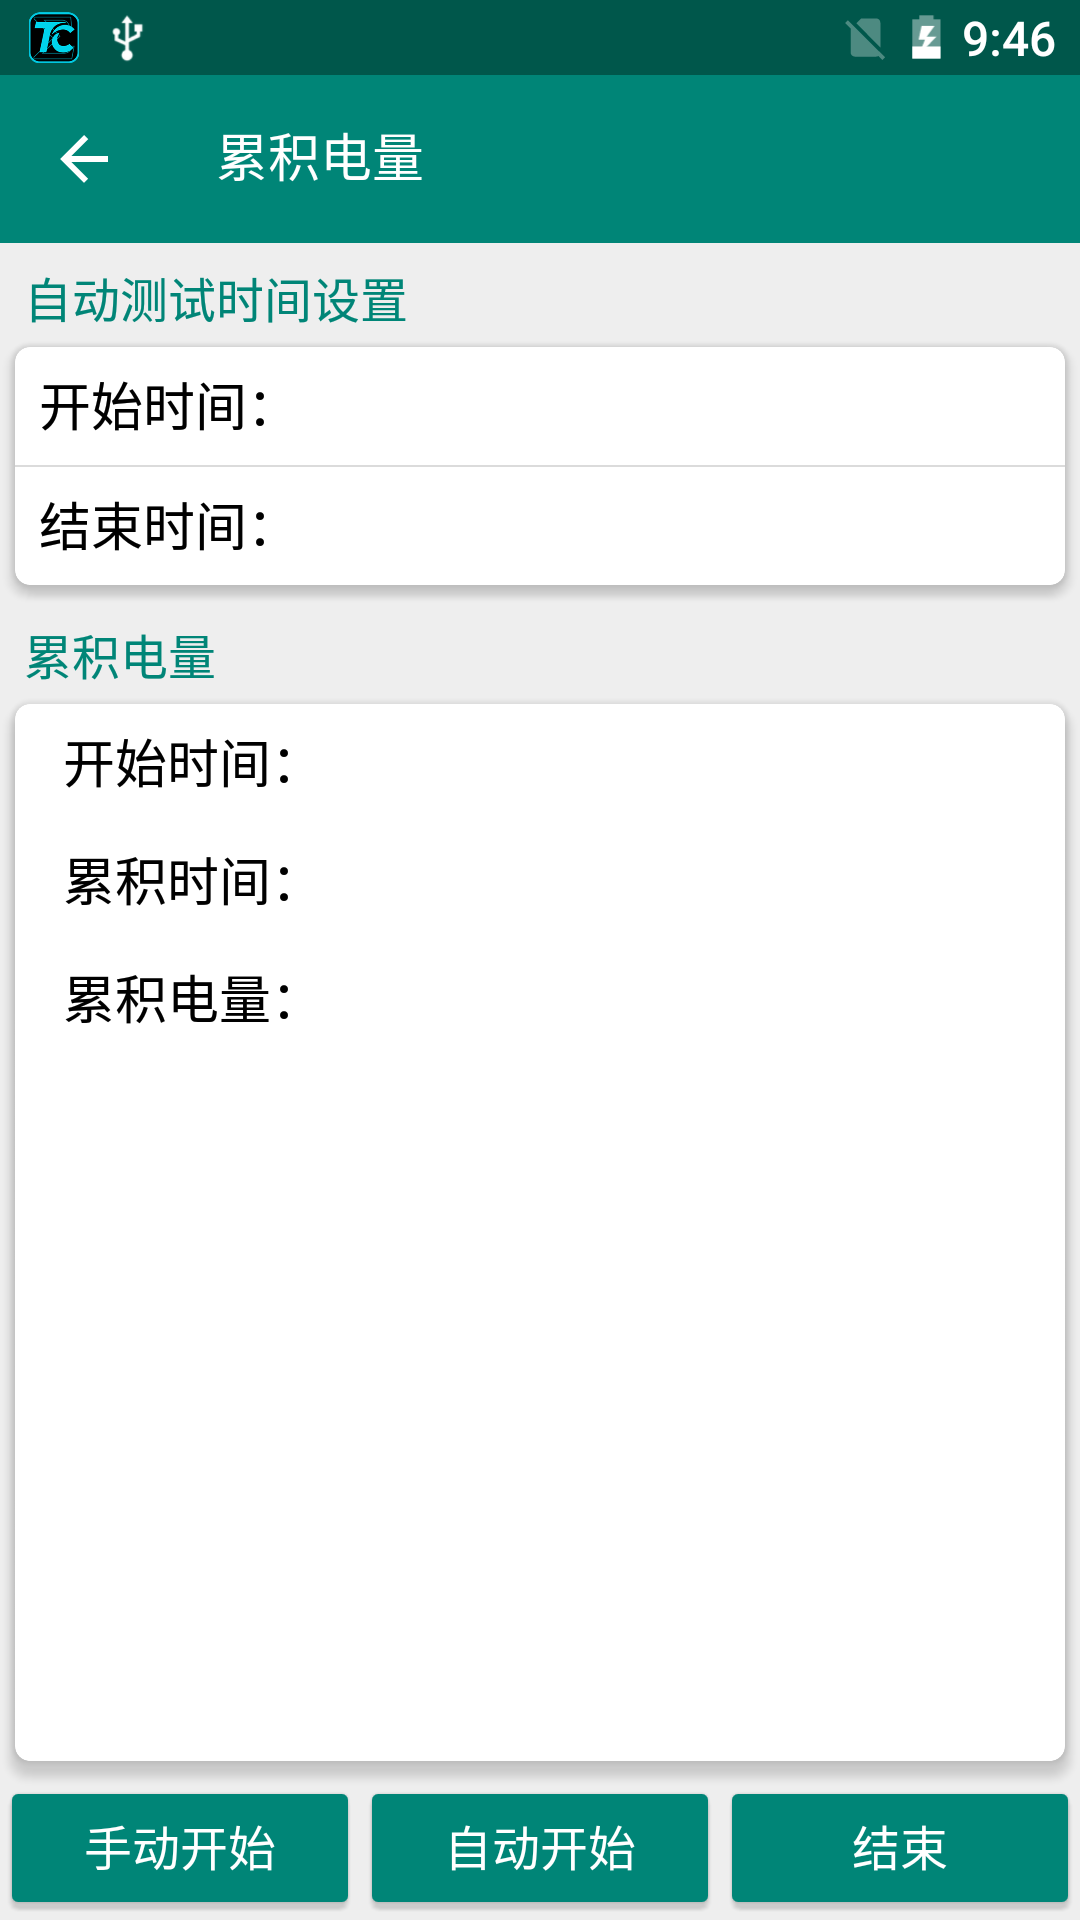 TC 9:46
累积电量
自动测试时间设置
开始时间：
结束时间：
累积电量
开始时间：
累积时间：
累积电量：
手动开始 自动开始 结束